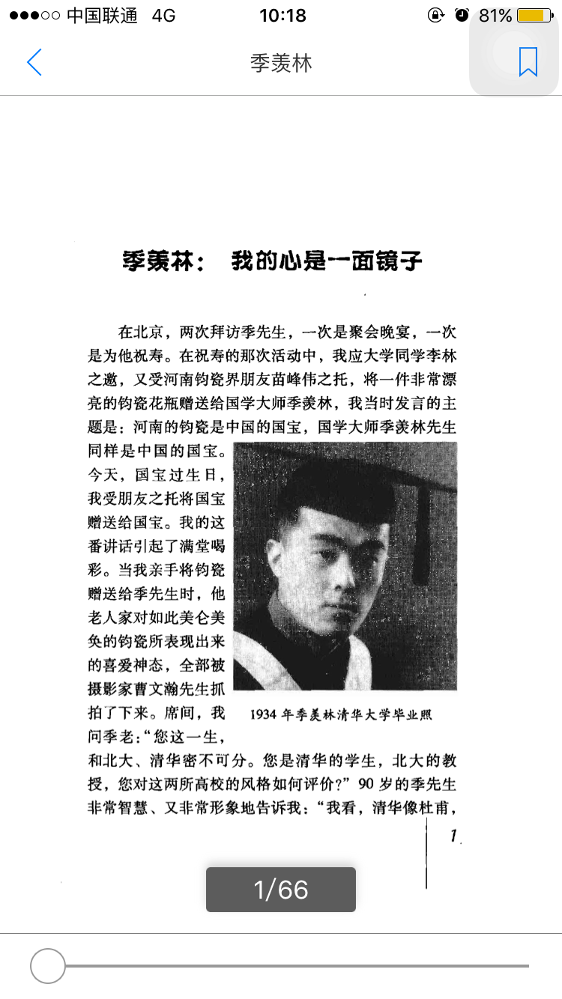 中国联通 4G 10:18 81%
季羡林
季羡林： 我的心是一面镜子
在北京，两次拜访季先生，一次是聚会晚宴，一次
是为他祝寿。在祝寿的那次活动中，我应大学同学李林
之邀，又受河南钧瓷界朋友苗峰伟之托，将一件非常漂
亮的钧瓷花瓶赠送给国学大师季羡林，我当时发言的主
题是：河南的钧瓷是中国的国宝，国学大师季羡林先生
同样是中国的国宝。
今天，国宝过生日，
我受朋友之托将国宝
赠送给国宝。我的这
番讲话引起了满堂喝
彩。当我亲手将钧瓷
赠送给季先生时，他
老人家对如此美仑美
奂的钧瓷所表现出来
的喜爱神态，全部被
摄影家曹文瀚先生抓
拍了下来。席间，我
问季老：“您这一生，
1934 年季羡林清华大学毕业照
和北大、清华密不可分。您是清华的学生，北大的教
授，您对这两所高校的风格如何评价？”90 岁的季先生
非常智慧、又非常形象地告诉我：“我看，清华像杜甫，
1
1/66